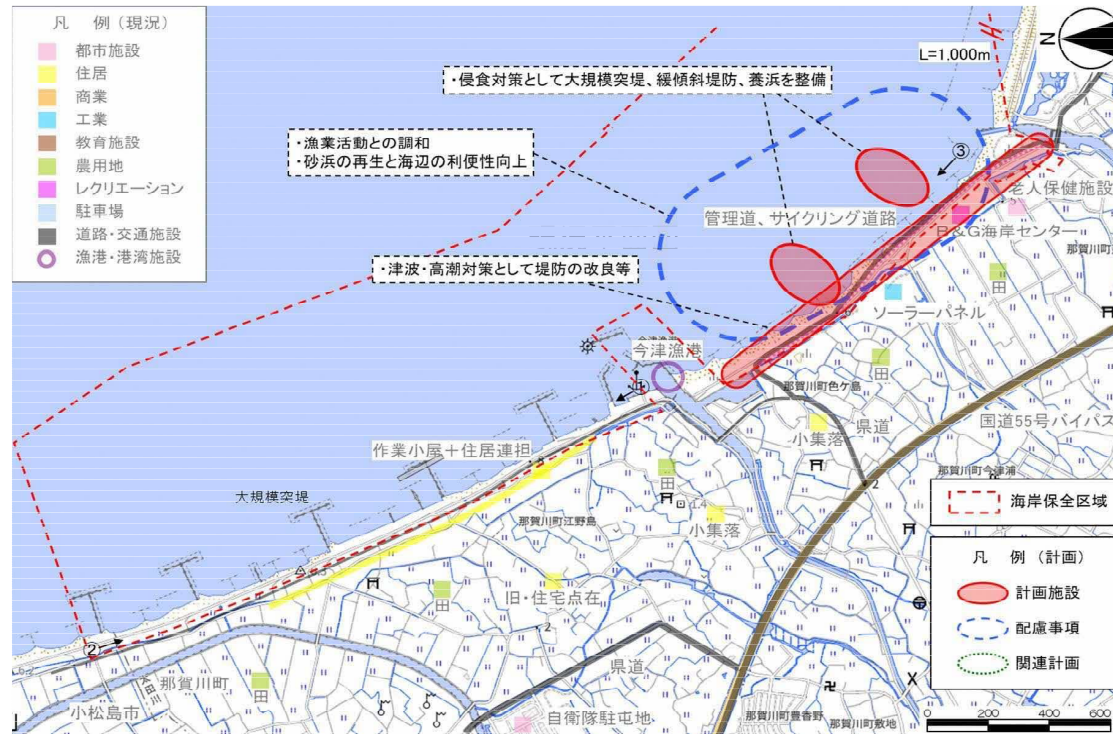 凡 例(現況)
都市施設
住居
商業
工業
教育施設
農用地
レクリエーション
駐車場
道路・交通施設
漁港・港湾施設
N
L=1,000m
・侵食対策として大規模突堤、緩傾斜堤防、養浜を整備
・漁業活動との調和
・砂浜の再生と海辺の利便性向上
③
管理道、サイクリング道路
老人保健施設
B&G海岸センター
・津波・高潮対策として堤防の改良等
ソーラーパネル
田
今津漁港
田
那賀川町色ケ島
小集落
県道
国道55号バイパス
作業小屋+住居連担
那賀川町今津浦
大規模突堤
田
1.4
小集落
那賀川町江野島
海岸保全区域
凡 例(計画)
計画施設
配慮事項
関連計画
田
旧・住宅点在
2
2
②
那賀川町
田
小松島市
県道
自衛隊駐屯地
那賀川町豊香野
那賀川町敷地
0 200 400 600